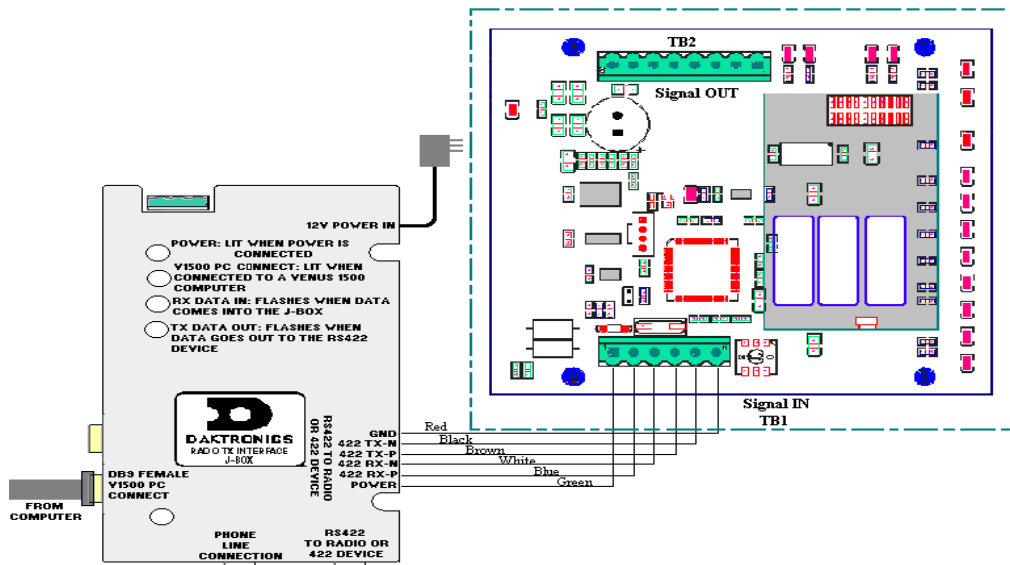 TB2
Signal OUT
12V POWER IN
POWER: LIT WHEN POWER IS
CONNECTED
V1500 PC CONNECT: LIT WHEN
CONNECTED TO A VENUS 1500
COMPUTER
RX DATA IN: FLASHES WHEN DATA
COMES INTO THE J-BOX
TX DATA OUT: FLASHES WHEN
DATA GOES OUT TO THE RS422
DEVICE
Signal IN
TB1
D
DAKTRONICS
RADIO TX INTERFACE
J-BOX
RS422 TO RADIO
OR 422 DEVICE
GND
422 TX-N
422 TX-P
422 RX-N
422 RX-P
POWER
Red
Black
Brown
White
Blue
Green
DB9 FEMALE
V1500 PC
CONNECT
FROM
COMPUTER
PHONE
LINE
CONNECTION
RS422
TO RADIO OR
422 DEVICE